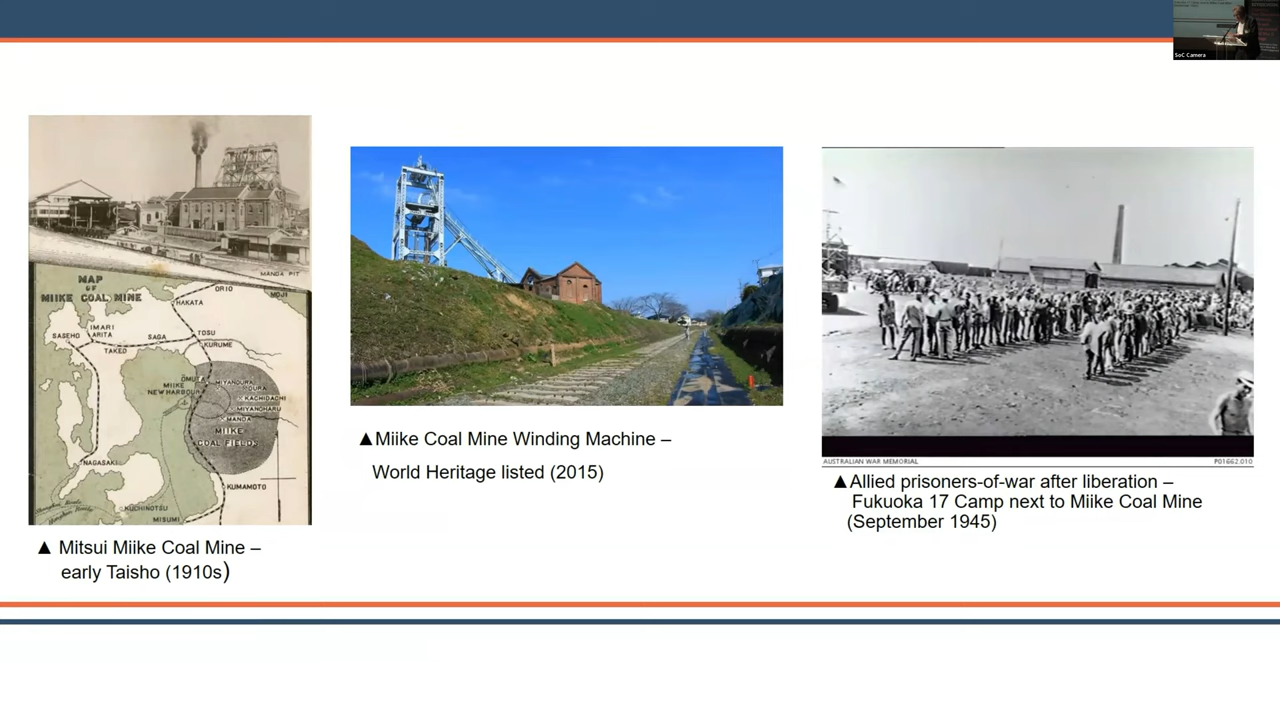 SoC Camera
MANDA PIT
MAP
OF
MIIKE COAL MINE
ORIO
MOJI
HAKATA
IMARI
ARITA
SASEHO
SAGA
TOSU
TAKEO
KURUME
OMUTA
MIYANOURA
MIIKE
NEW HARBOUR
OURA
KACHIDACHI
MIYANOHARU
MANDA
MIIKE
COAL FIELDS
NAGASAKI
KUMAMOTO
KUCHINOTSU
MISUMI
▲ Mitsui Miike Coal Mine –
early Taisho (1910s)
▲Miike Coal Mine Winding Machine –
World Heritage listed (2015)
AUSTRALIAN WAR MEMORIAL
P01662.010
▲Allied prisoners-of-war after liberation –
Fukuoka 17 Camp next to Miike Coal Mine
(September 1945)